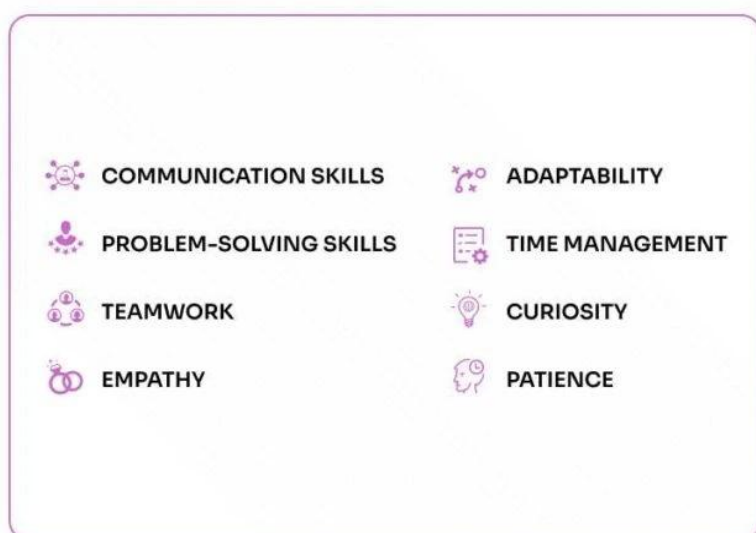 COMMUNICATION SKILLS
PROBLEM-SOLVING SKILLS
TEAMWORK
EMPATHY
ADAPTABILITY
TIME MANAGEMENT
CURIOSITY
PATIENCE